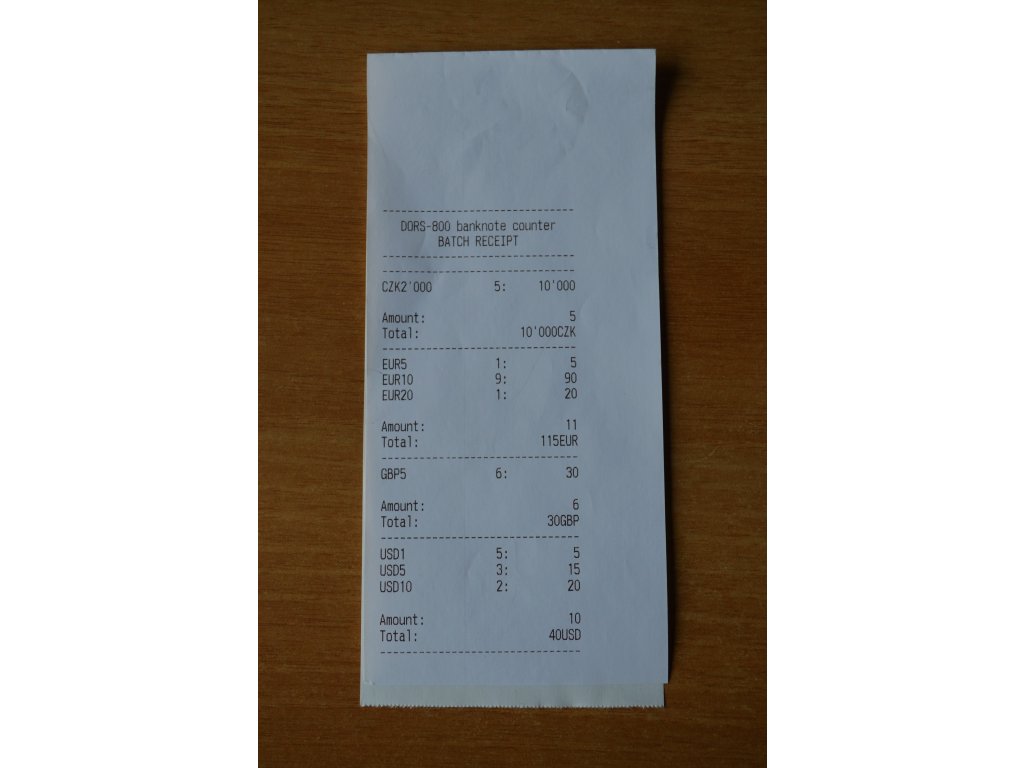 --------------------------------
DORS-800 banknote counter
BATCH RECEIPT
--------------------------------
--------------------------------
CZK2'000 5: 10'000
Amount: 5
Total: 10'000CZK
--------------------------------
EUR5 1: 5
EUR10 9: 90
EUR20 1: 20
Amount: 11
Total: 115EUR
--------------------------------
GBP5 6: 30
Amount: 6
Total: 30GBP
--------------------------------
USD1 5: 5
USD5 3: 15
USD10 2: 20
Amount: 10
Total: 40USD
--------------------------------